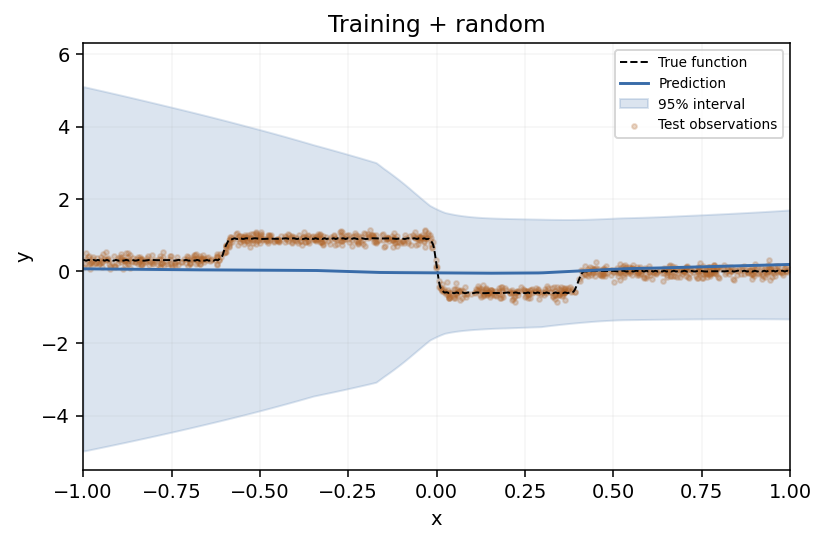 Training + random
True function
Prediction
95% interval
Test observations
y
6
4
2
0
−2
−4
−1.00 −0.75 −0.50 −0.25 0.00 0.25 0.50 0.75 1.00
x